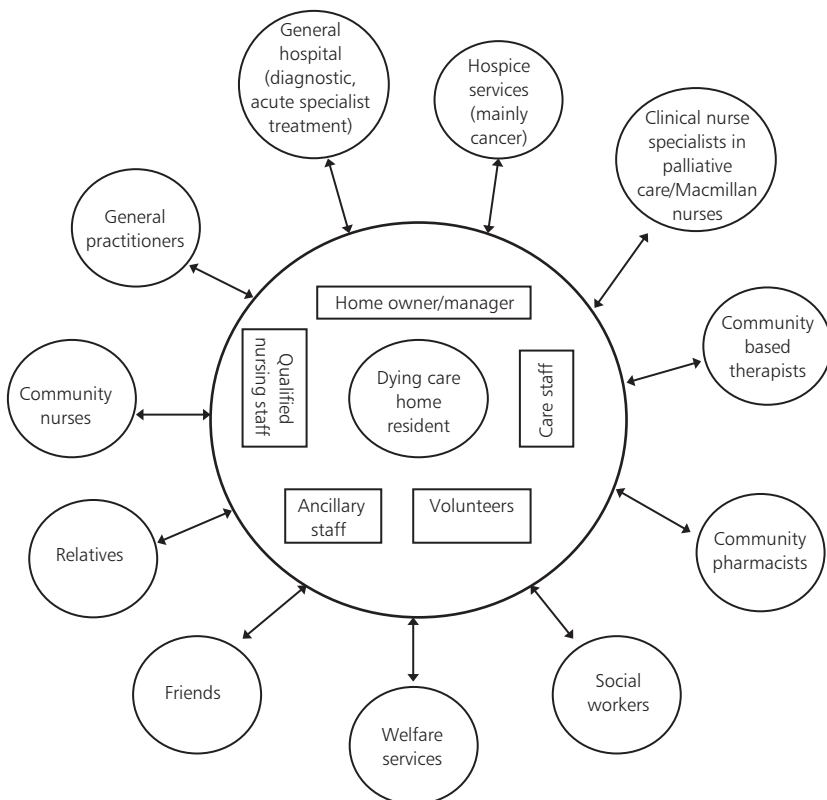 General
hospital
(diagnostic,
acute specialist
treatment)
Hospice
services
(mainly
cancer)
Clinical nurse
specialists in
palliative
care/Macmillan
nurses
General
practitioners
Home owner/manager
Community
based
therapists
Qualified
nursing staff
Dying care
home
resident
Care staff
Community
nurses
Ancillary
staff
Volunteers
Relatives
Community
pharmacists
Friends
Social
workers
Welfare
services